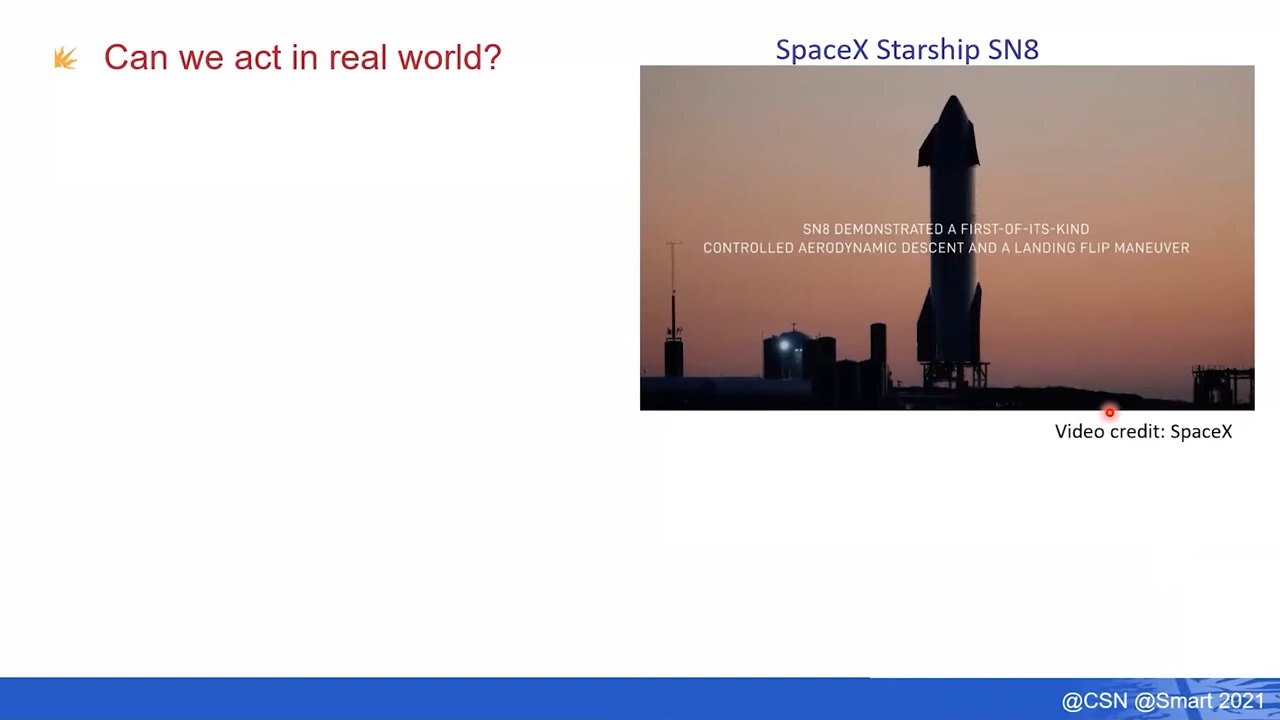 Can we act in real world?
SpaceX Starship SN8
SN8 DEMONSTRATED A FIRST-OF-ITS-KIND
CONTROLLED AERODYNAMIC DESCENT AND A LANDING FLIP MANEUVER
Video credit: SpaceX
@CSN @Smart 2021